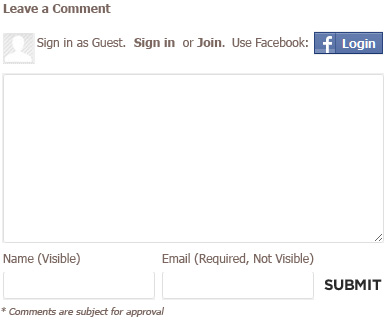 Leave a Comment
Sign in as Guest. Sign in or Join. Use Facebook: f Login
Name (Visible) Email (Required, Not Visible)
SUBMIT
* Comments are subject for approval